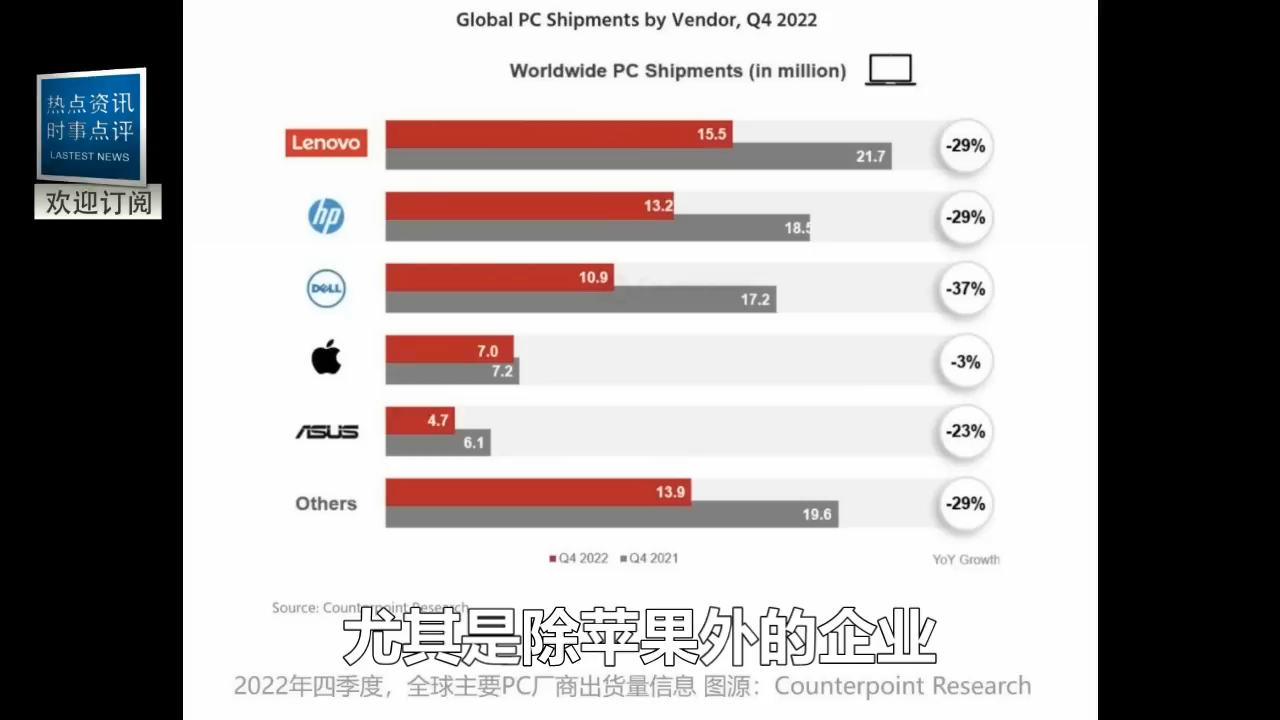 Global PC Shipments by Vendor, Q4 2022
Worldwide PC Shipments (in million)
热点资讯
时事点评
LASTEST NEWS
欢迎订阅
Lenovo
15.5
21.7
-29%
hp
13.2
18.5
-29%
DELL
10.9
17.2
-37%
7.0
7.2
-3%
ASUS
4.7
6.1
-23%
Others
13.9
19.6
-29%
Q4 2022 Q4 2021
YoY Growth
Source: Counterpoint Research
尤其是除苹果外的企业
2022年四季度，全球主要PC厂商出货量信息 图源：Counterpoint Research